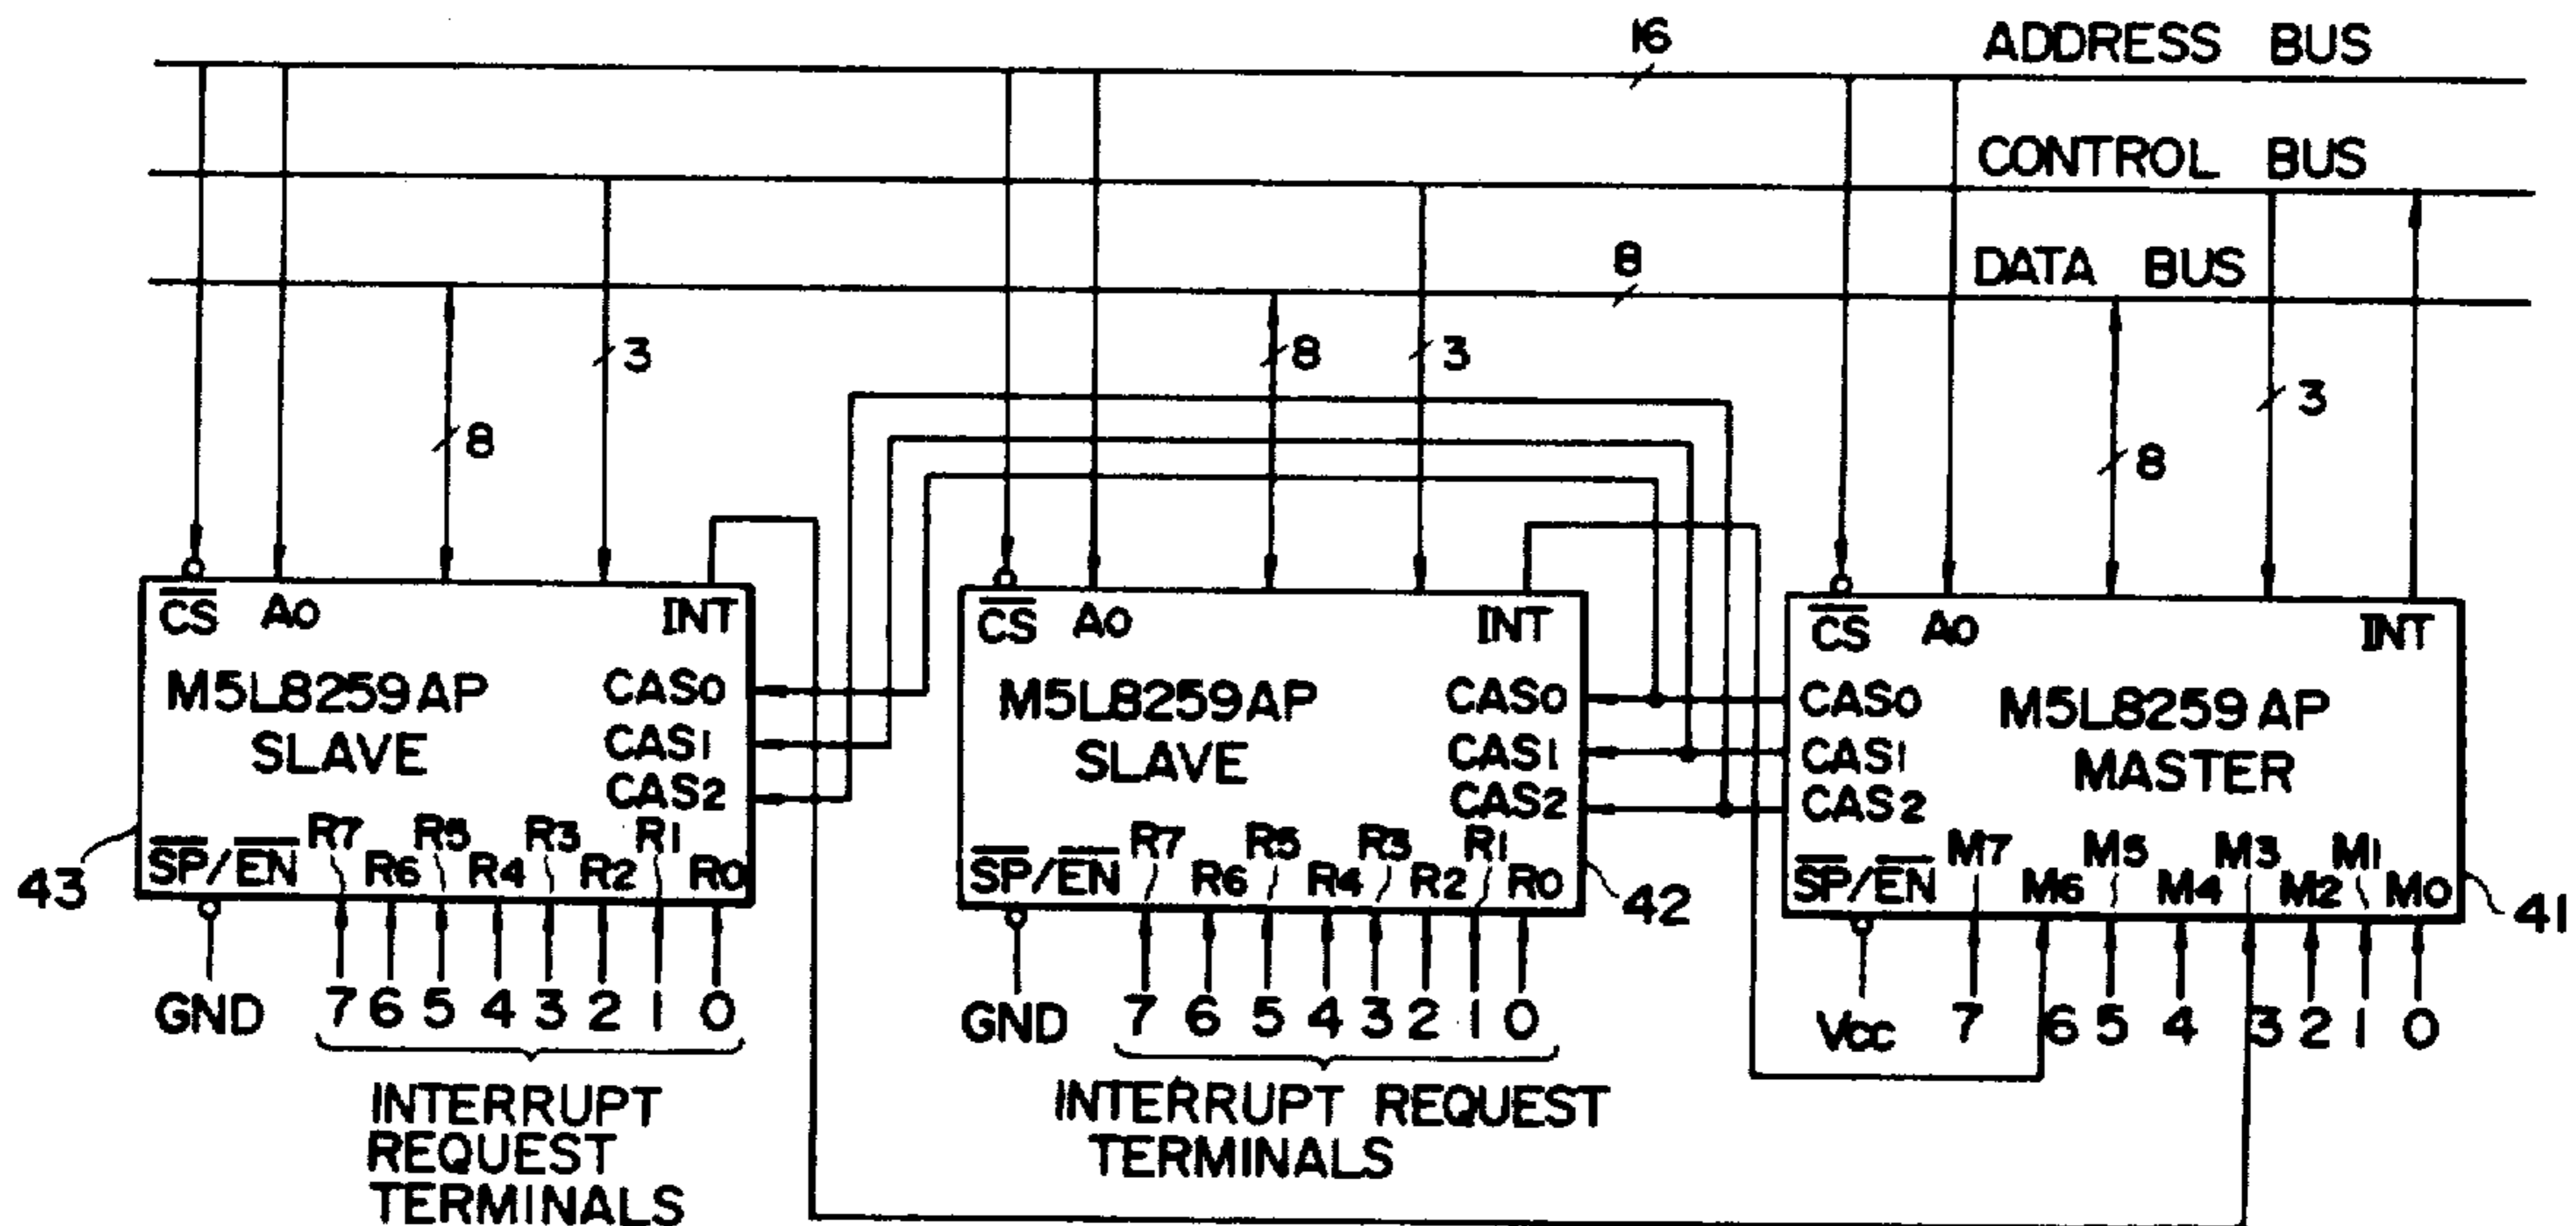 16
ADDRESS BUS
CONTROL BUS
8
DATA BUS
3
8
8
3
3
8
CS A0 INT
M5L8259AP
SLAVE
CAS0
CAS1
CAS2
SP/EN R7 R6 R5 R4 R3 R2 R1 R0
43
GND 7 6 5 4 3 2 1 0
INTERRUPT
REQUEST
TERMINALS
CS A0 INT
M5L8259AP
SLAVE
CAS0
CAS1
CAS2
SP/EN R7 R6 R5 R4 R3 R2 R1 R0
42
GND 7 6 5 4 3 2 1 0
INTERRUPT REQUEST
TERMINALS
CS A0 INT
CAS0
CAS1
CAS2
M5L8259AP
MASTER
SP/EN M7 M6 M5 M4 M3 M2 M1 M0
41
Vcc 7 6 5 4 3 2 1 0